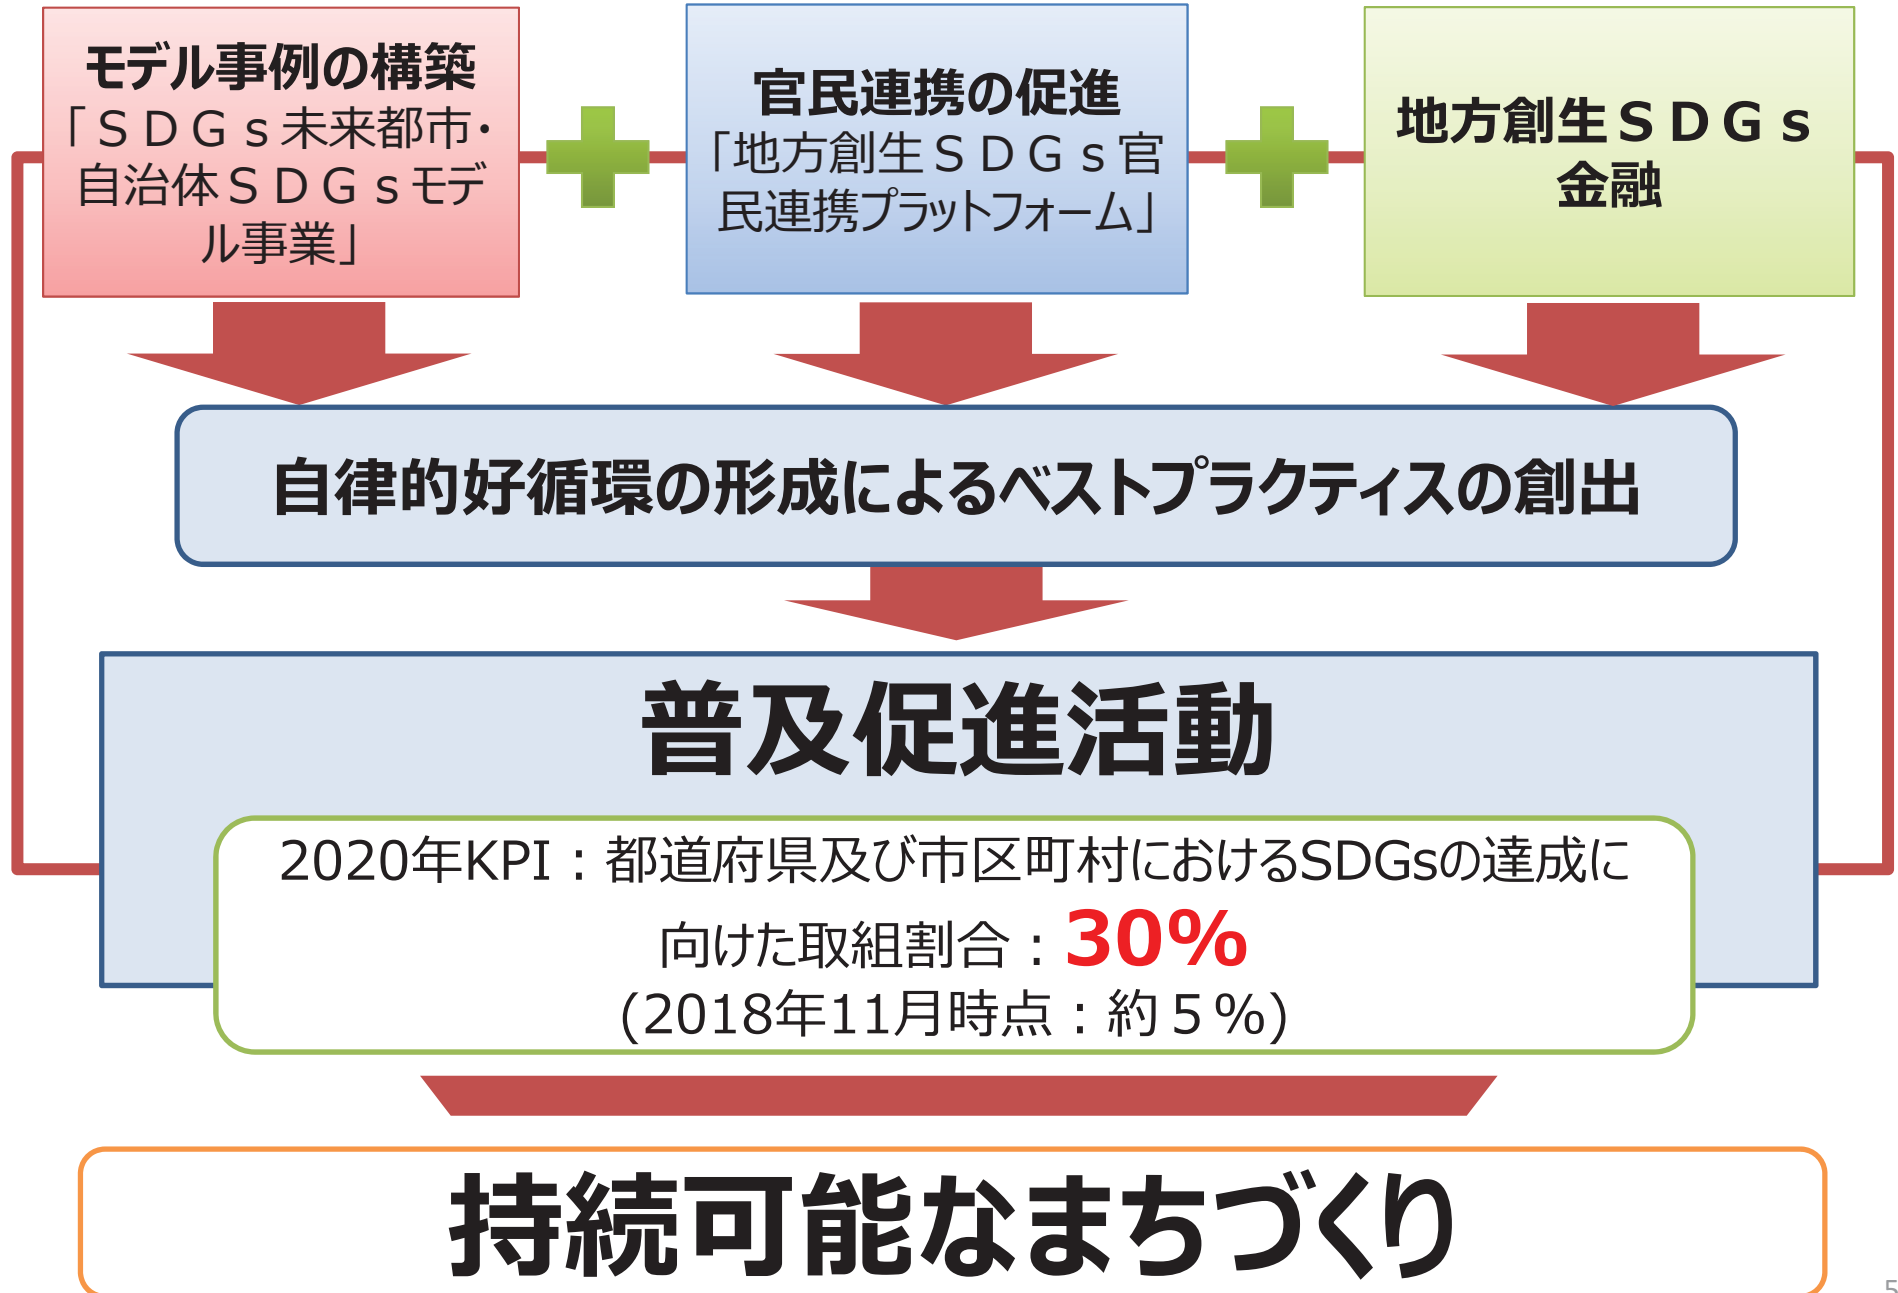 モデル事例の構築
「ＳＤＧｓ未来都市・
自治体ＳＤＧｓモデ
ル事業」
官民連携の促進
「地方創生ＳＤＧｓ官
民連携プラットフォーム」
地方創生ＳＤＧｓ
金融
自律的好循環の形成によるベストプラクティスの創出
普及促進活動
2020年KPI：都道府県及び市区町村におけるSDGsの達成に
向けた取組割合：30%
(2018年11月時点：約５%)
持続可能なまちづくり
5